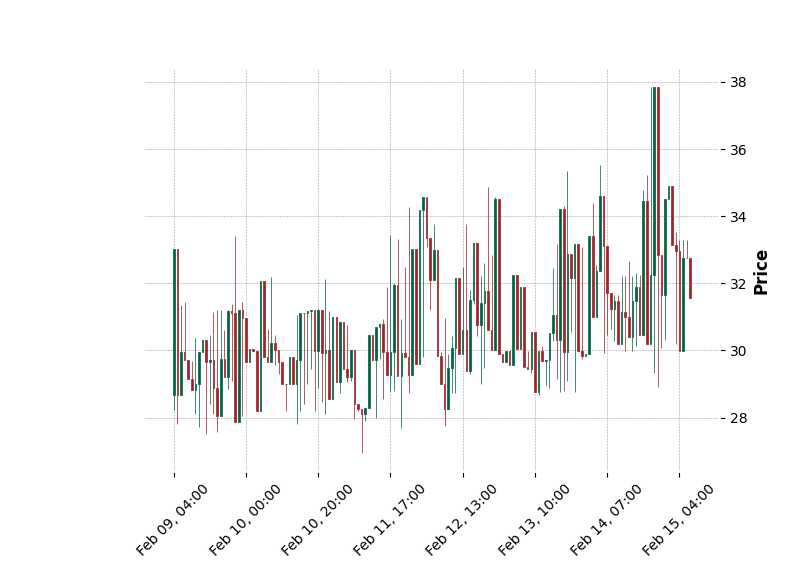 38
36
34
32
30
28
Price
Feb 09, 04:00
Feb 10, 00:00
Feb 10, 20:00
Feb 11, 17:00
Feb 12, 13:00
Feb 13, 10:00
Feb 14, 07:00
Feb 15, 04:00